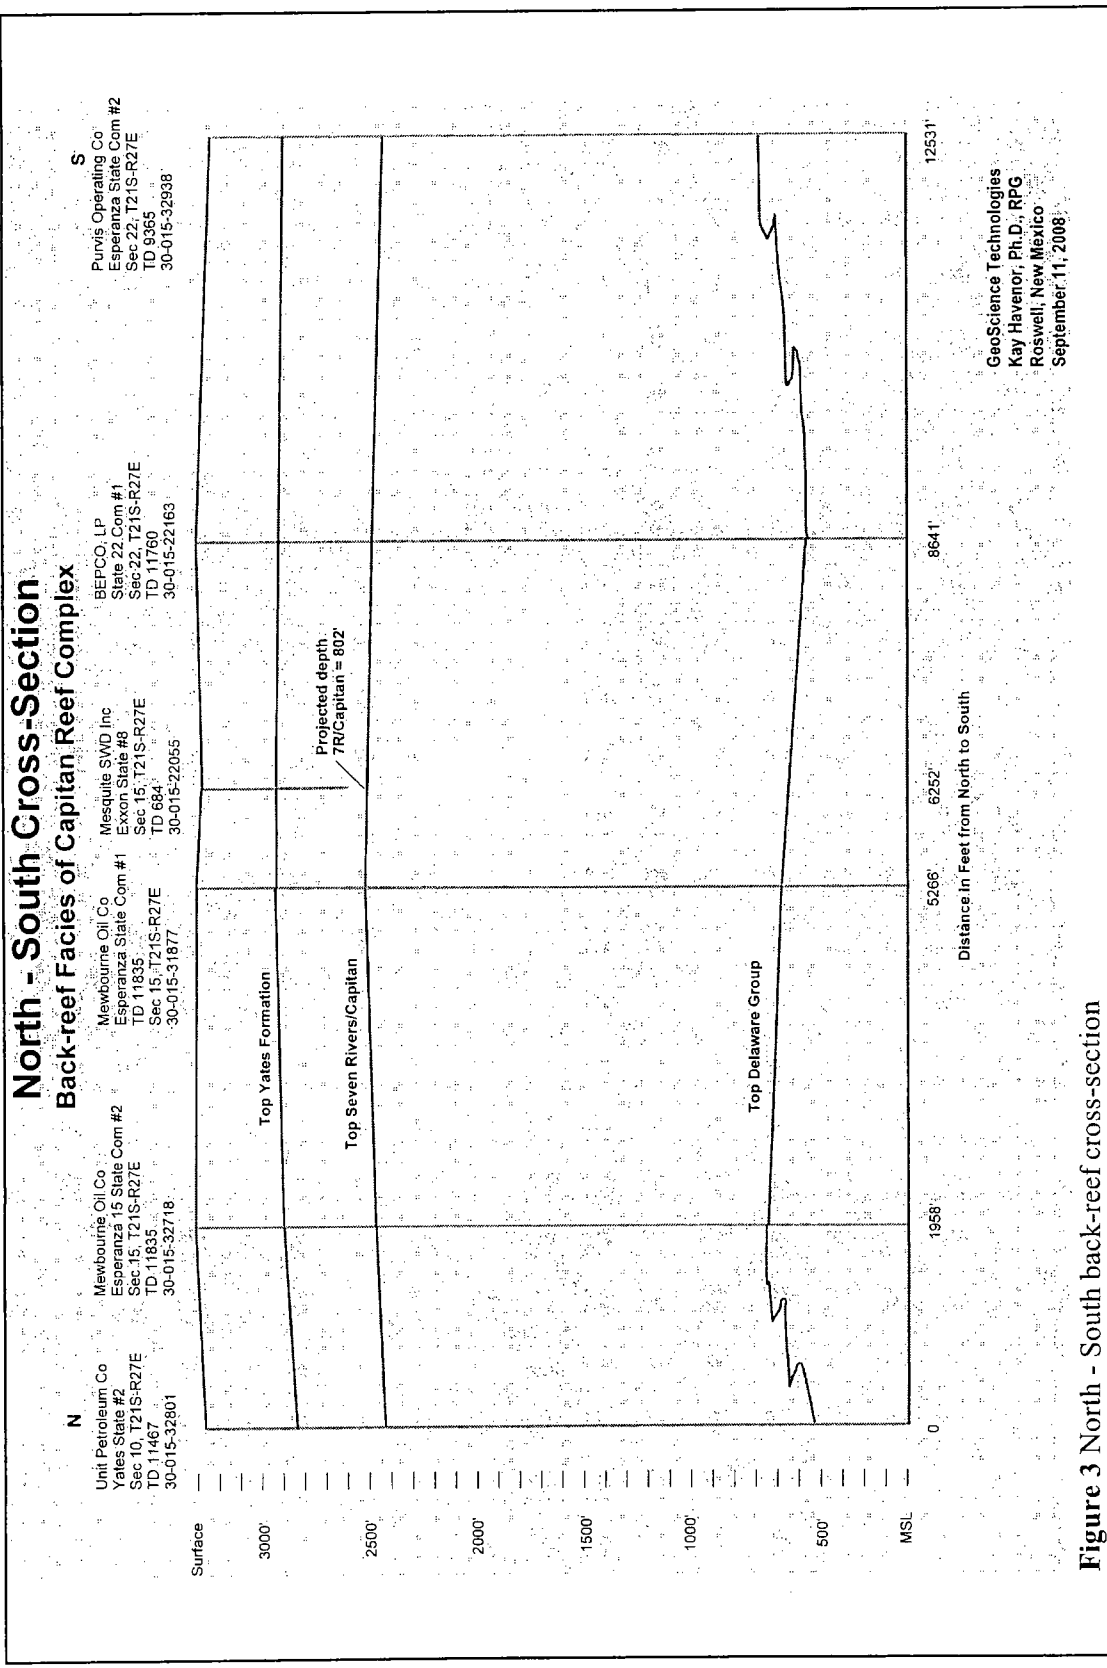 North - South Cross-Section
Back-reef Facies of Capitan Reef Complex
N
S
Unit Petroleum Co
Yates State #2
Sec 10, T21S-R27E
TD 11467
30-015-32801
Mewbourne Oil Co
Esperanza 15 State Com #2
Sec 15, T21S-R27E
TD 11835
30-015-32718
Mewbourne Oil Co
Esperanza State Com #1
TD 11835
Sec 15, T21S-R27E
30-015-31877
Mesquite SWD Inc
Exxon State #8
Sec 15, T21S-R27E
TD 684
30-015-22055
BEPCO, LP
State 22 Com #1
Sec 22, T21S-R27E
TD 11760
30-015-22163
Purvis Operating Co
Esperanza State Com #2
Sec 22, T21S-R27E
TD 9365
30-015-32938
Surface
3000'
2500'
2000'
1500'
1000'
500'
MSL
Top Yates Formation
Top Seven Rivers/Capitan
Projected depth
7R/Capitan = 802'
Top Delaware Group
0
1958'
5266'
6252'
8641'
12531'
Distance in Feet from North to South
GeoScience Technologies
Kay Havenor, Ph.D., RPG
Roswell, New Mexico
September 11, 2008
Figure 3 North - South back-reef cross-section